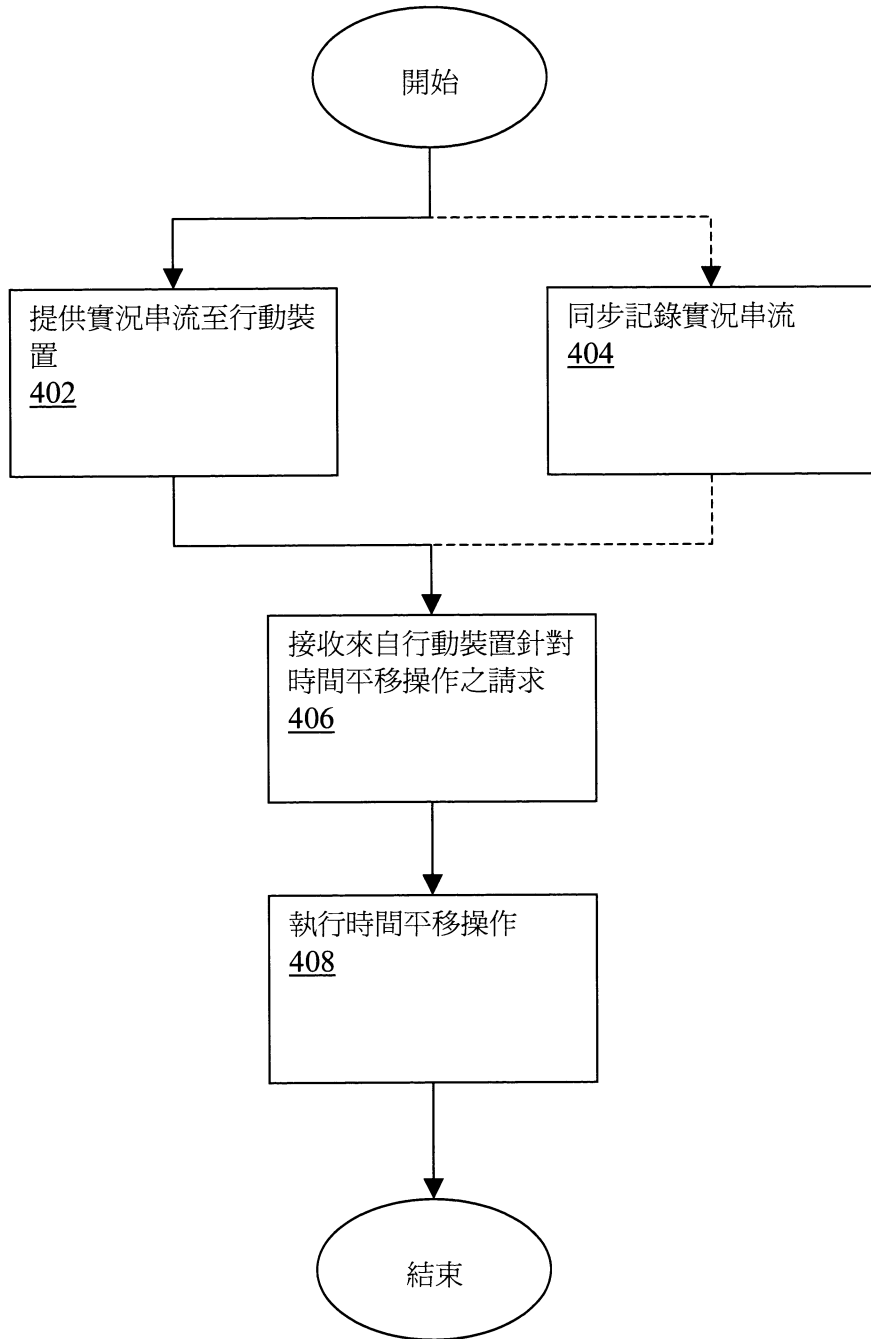 開始
提供實況串流至行動裝
置
402
同步記錄實況串流
404
接收來自行動裝置針對
時間平移操作之請求
406
執行時間平移操作
408
結束